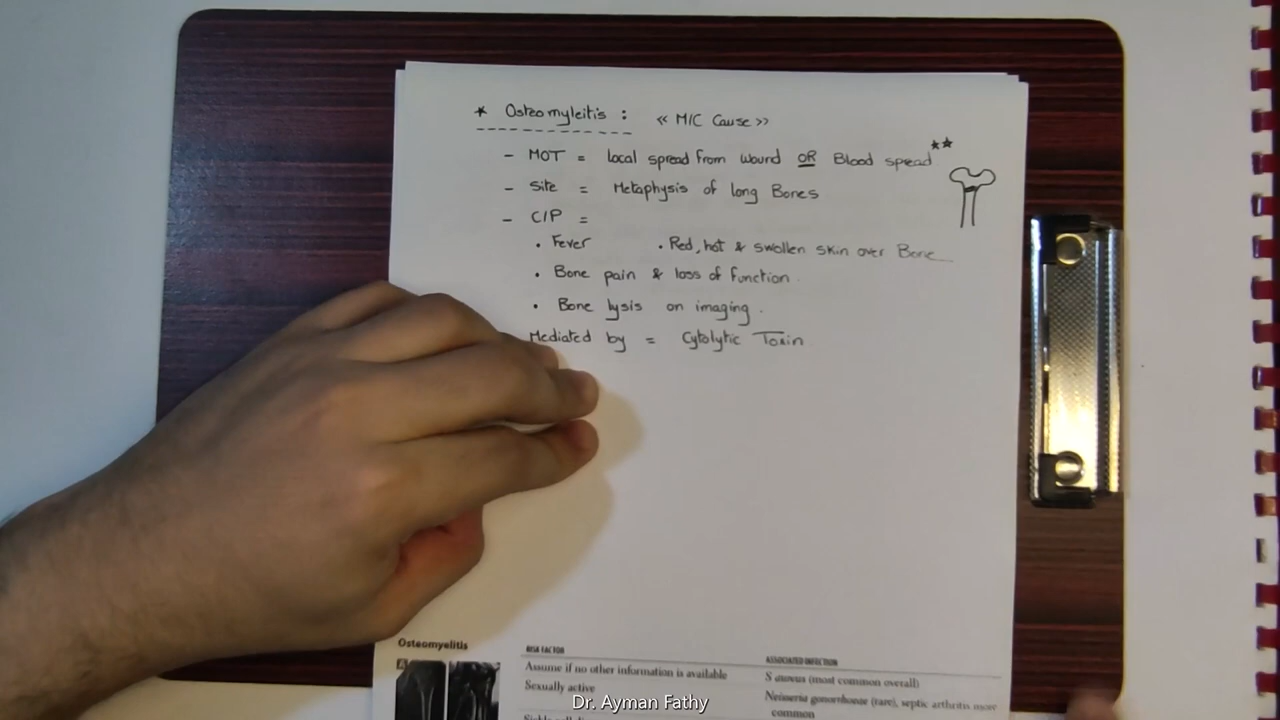 * Osteomyleitis : << M/C Cause >>
- MOT = local spread from wound OR Blood spread **
- Site = Metaphysis of long Bones
- C/P =
. Fever . Red, hot & swollen skin over Bone
. Bone pain & loss of function.
. Bone lysis on imaging.
Mediated by = Cytolytic Toxin.
Osteomyelitis
A
RISK FACTOR ASSOCIATED INFECTION
Assume if no other information is available S aureus (most common overall)
Sexually active Neisseria gonorrhoeae (rare), septic arthritis more
common
Dr. Ayman Fathy